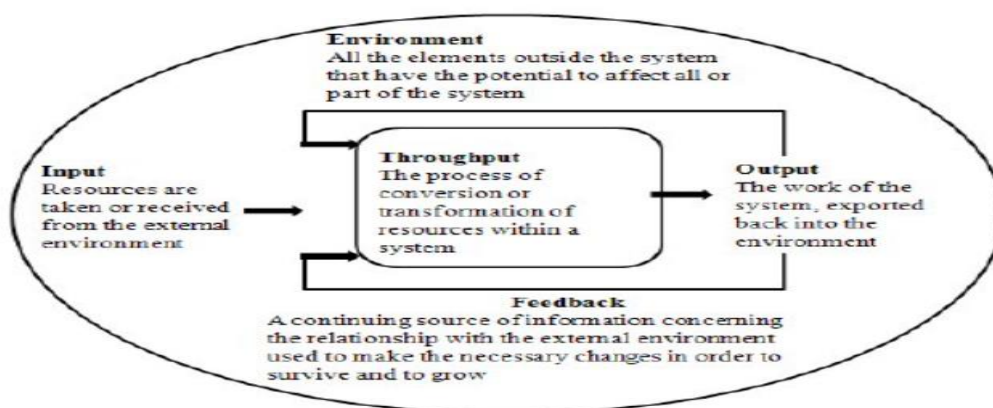 Environment
All the elements outside the system
that have the potential to affect all or
part of the system
Input
Resources are
taken or received
from the external
environment
Throughput
The process of
conversion or
transformation of
resources within a
system
Output
The work of the
system, exported
back into the
environment
Feedback
A continuing source of information concerning
the relationship with the external environment
used to make the necessary changes in order to
survive and to grow